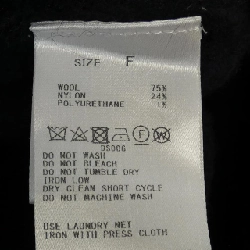 SIZE F
WOOL 75%
NYLON 24%
POLYURETHANE 1%
F
DS006
DO NOT WASH
DO NOT BLEACH
DO NOT TUMBLE DRY
IRON LOW
DRY CLEAN SHORT CYCLE
DO NOT MACHINE WASH
USE LAUNDRY NET
IRON WITH PRESS CLOTH